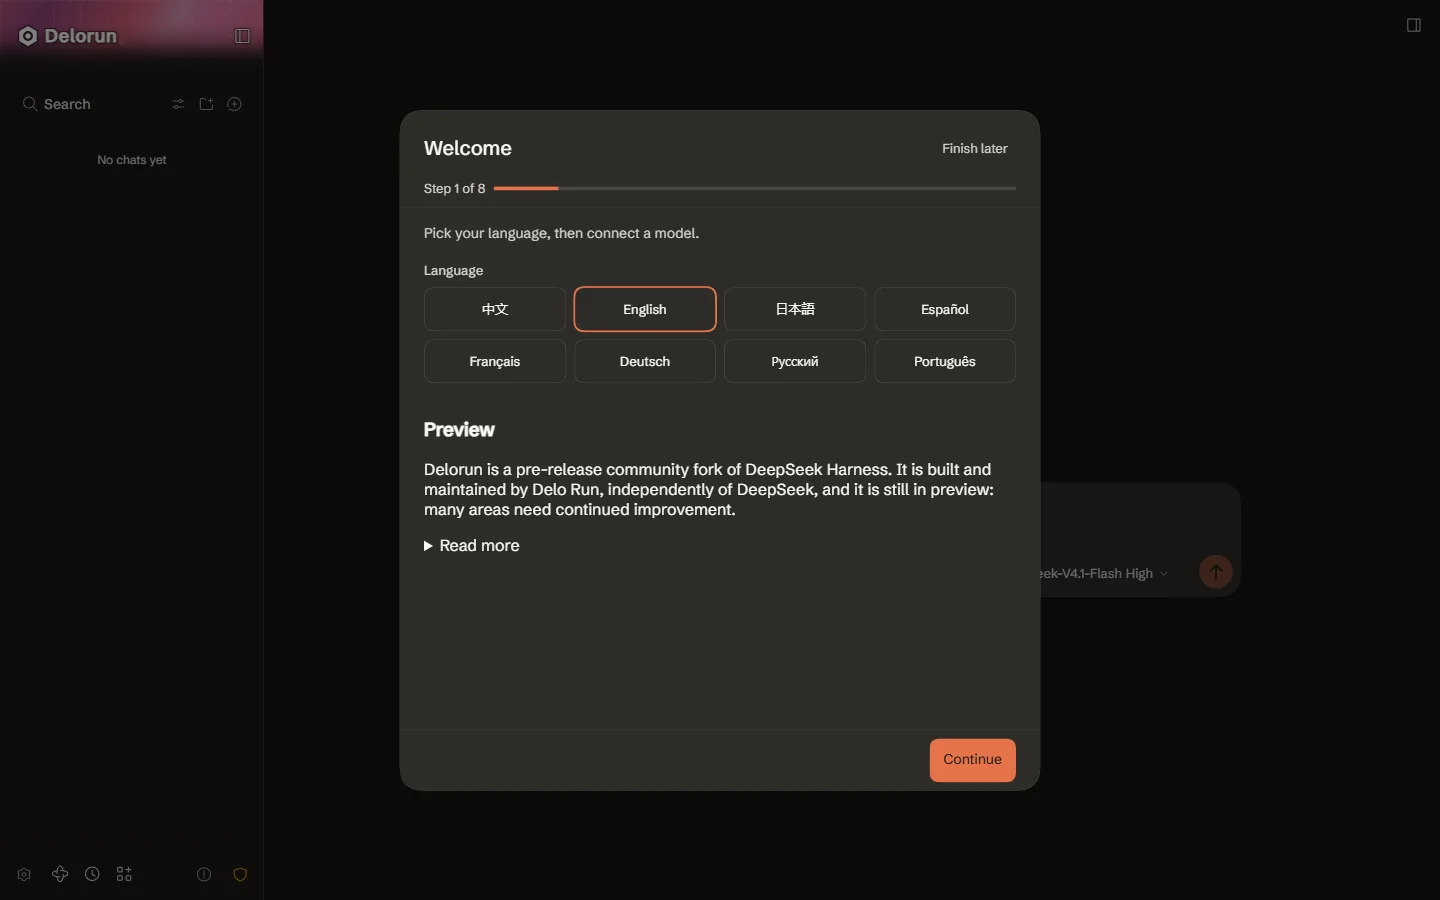 Delorun
Search
No chats yet
Welcome
Finish later
Step 1 of 8
Pick your language, then connect a model.
Language
中文
English
日本語
Español
Français
Deutsch
Русский
Português
Preview
Delorun is a pre-release community fork of DeepSeek Harness. It is built and
maintained by Delo Run, independently of DeepSeek, and it is still in preview:
many areas need continued improvement.
Read more
eek-V4.1-Flash High
Continue